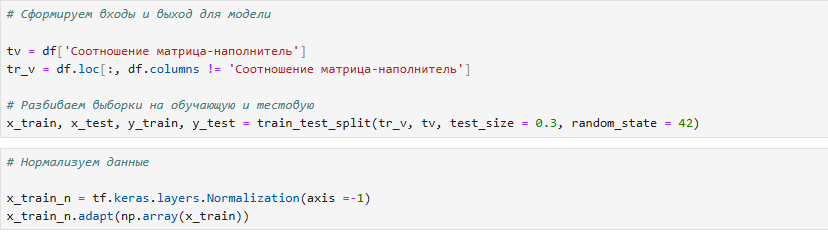 # Сформируем входы и выход для модели
tv = df['Соотношение матрица-наполнитель']
tr_v = df.loc[:, df.columns != 'Соотношение матрица-наполнитель']
# Разбиваем выборки на обучающую и тестовую
x_train, x_test, y_train, y_test = train_test_split(tr_v, tv, test_size = 0.3, random_state = 42)
# Нормализуем данные
x_train_n = tf.keras.layers.Normalization(axis =-1)
x_train_n.adapt(np.array(x_train))